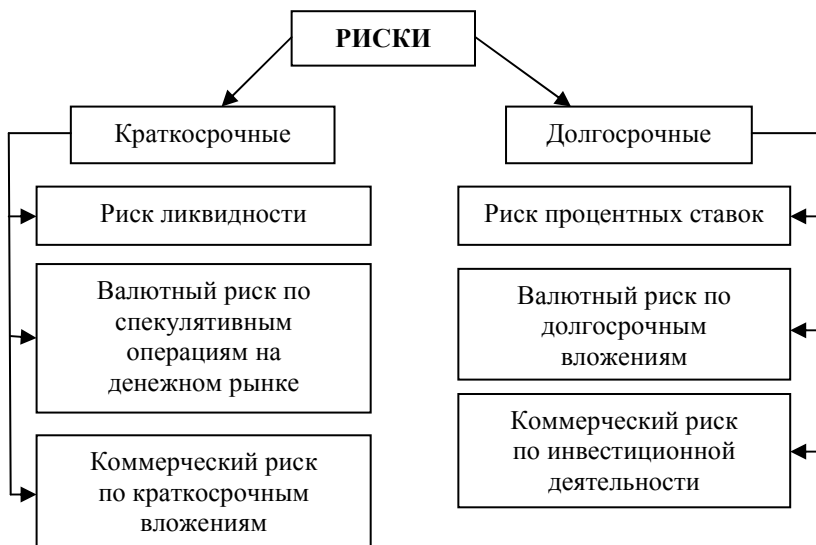 РИСКИ
Краткосрочные
Долгосрочные
Риск ликвидности
Валютный риск по
спекулятивным
операциям на
денежном рынке
Коммерческий риск
по краткосрочным
вложениям
Риск процентных ставок
Валютный риск по
долгосрочным
вложениям
Коммерческий риск
по инвестиционной
деятельности